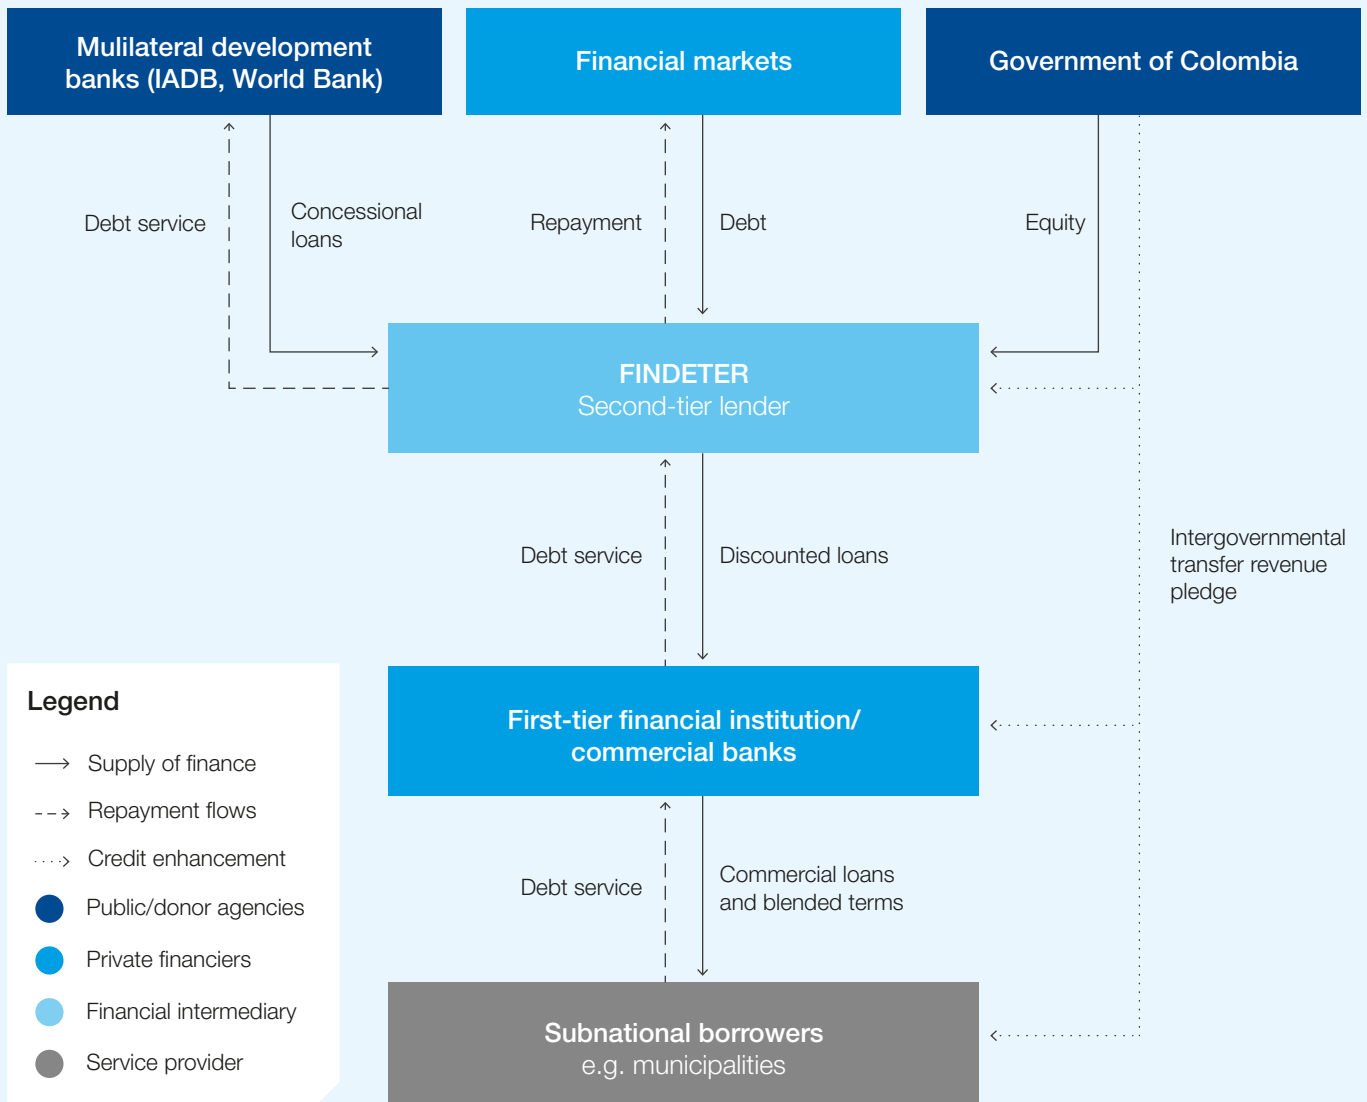 Mulilateral development
banks (IADB, World Bank)
Financial markets
Government of Colombia
Debt service
Concessional
loans
Repayment
Debt
Equity
FINDETER
Second-tier lender
Debt service
Discounted loans
Intergovernmental
transfer revenue
pledge
First-tier financial institution/
commercial banks
Debt service
Commercial loans
and blended terms
Subnational borrowers
e.g. municipalities
Legend
Supply of finance
Repayment flows
Credit enhancement
Public/donor agencies
Private financiers
Financial intermediary
Service provider